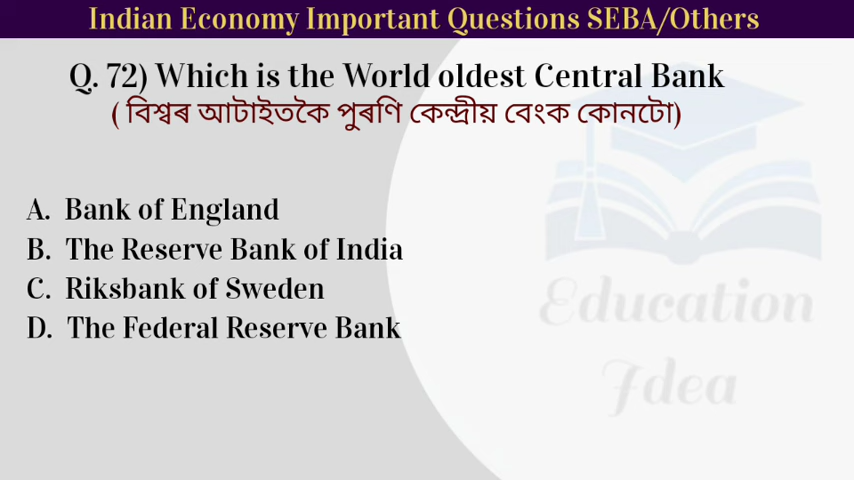 Indian Economy Important Questions SEBA/Others
Q. 72) Which is the World oldest Central Bank
( বিশ্বৰ আটাইতকৈ পুৰণি কেন্দ্ৰীয় বেংক কোনটো)
A. Bank of England
B. The Reserve Bank of India
C. Riksbank of Sweden
D. The Federal Reserve Bank
Education
Idea